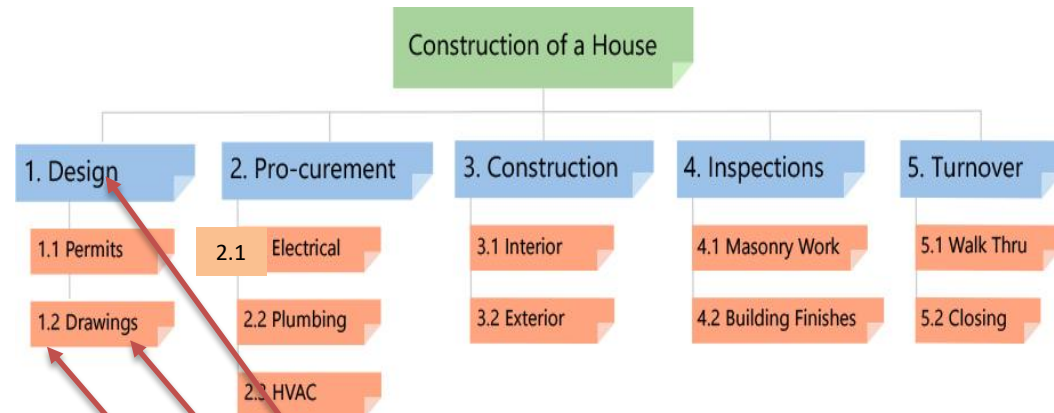 Construction of a House
1. Design
2. Pro-curement
3. Construction
4. Inspections
5. Turnover
1.1 Permits
2.1 Electrical
3.1 Interior
4.1 Masonry Work
5.1 Walk Thru
1.2 Drawings
2.2 Plumbing
3.2 Exterior
4.2 Building Finishes
5.2 Closing
2.3 HVAC